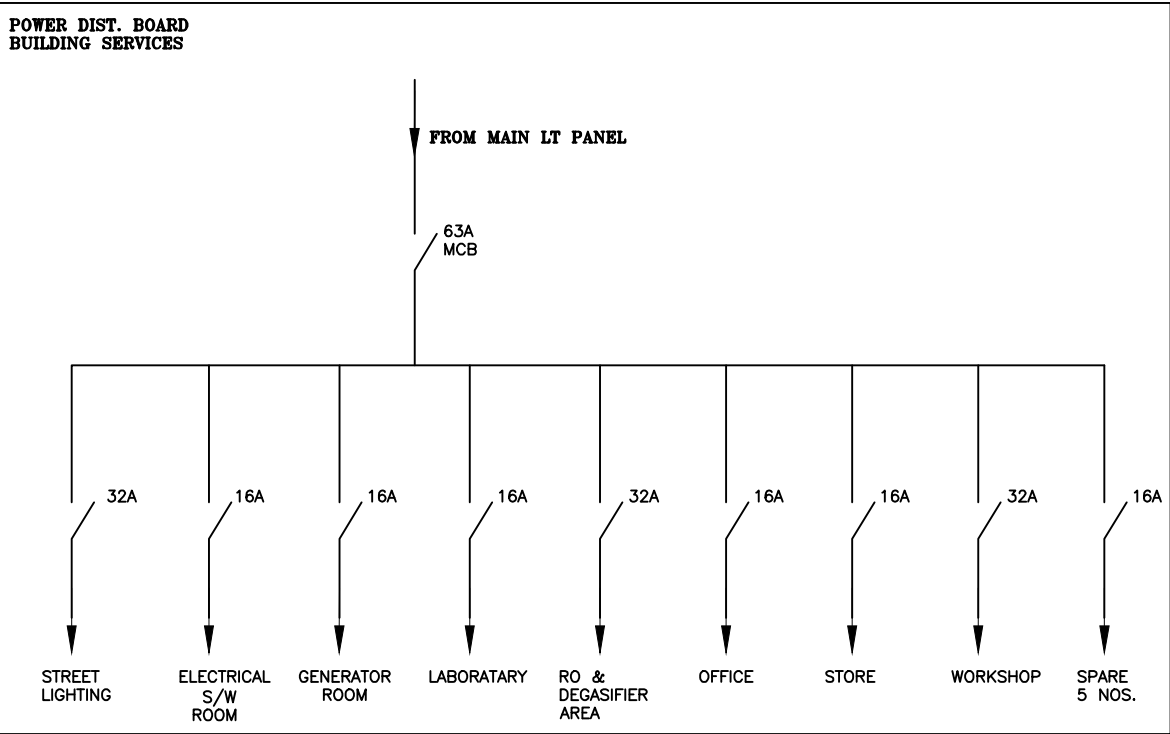 POWER DIST. BOARD
BUILDING SERVICES
FROM MAIN LT PANEL
63A
MCB
32A
16A
16A
16A
32A
16A
16A
32A
16A
STREET
LIGHTING
ELECTRICAL
S/W
ROOM
GENERATOR
ROOM
LABORATARY
RO &
DEGASIFIER
AREA
OFFICE
STORE
WORKSHOP
SPARE
5 NOS.